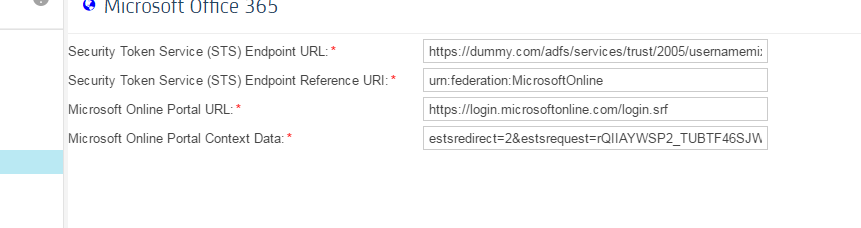 Microsoft Office 365
Security Token Service (STS) Endpoint URL: * https://dummy.com/adfs/services/trust/2005/usernamemi
Security Token Service (STS) Endpoint Reference URI: * urn:federation:MicrosoftOnline
Microsoft Online Portal URL: * https://login.microsoftonline.com/login.srf
Microsoft Online Portal Context Data: * estsredirect=2&estsrequest=rQIIAYWSP2_TUBTF46SJW